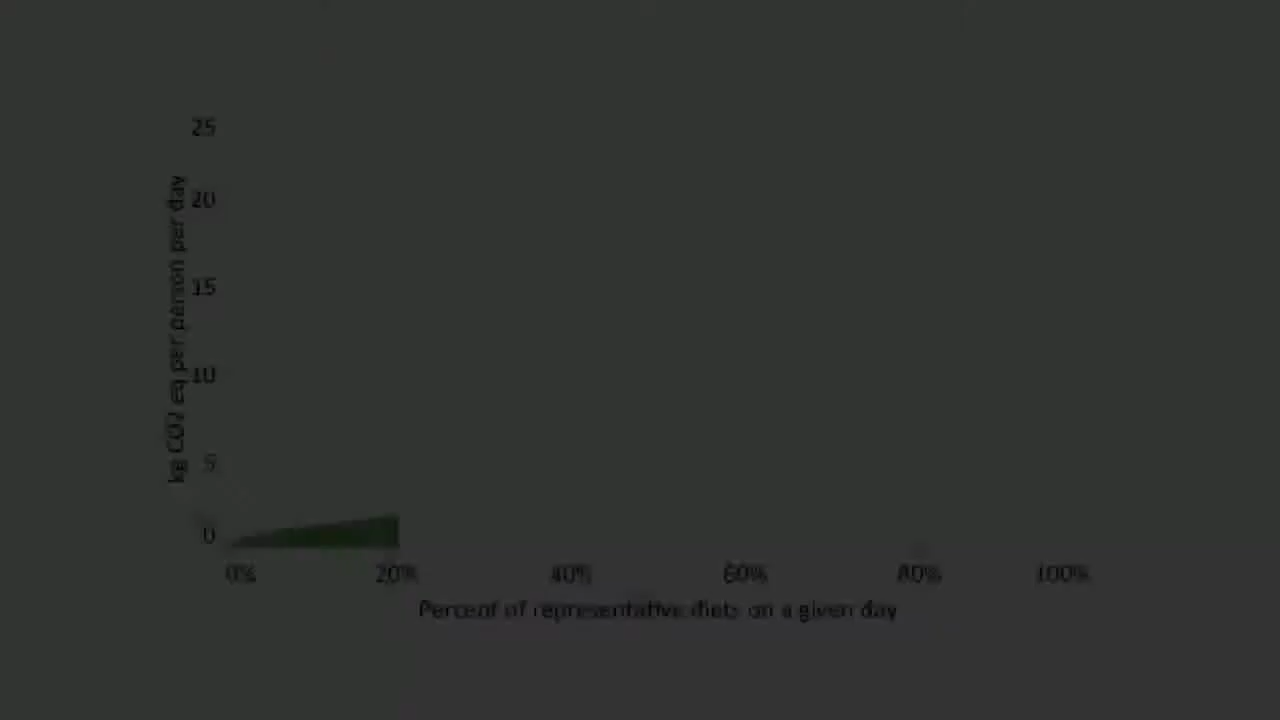 25
20
15
10
5
0
kg CO2 eq per person per day
0% 20% 40% 60% 80% 100%
Percent of representative diets on a given day